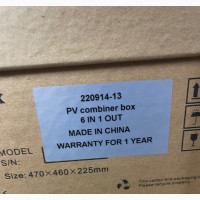 220914-13
PV combiner box
6 IN 1 OUT
MADE IN CHINA
WARRANTY FOR 1 YEAR
MODEL
S/N:
Size: 470×460×225mm